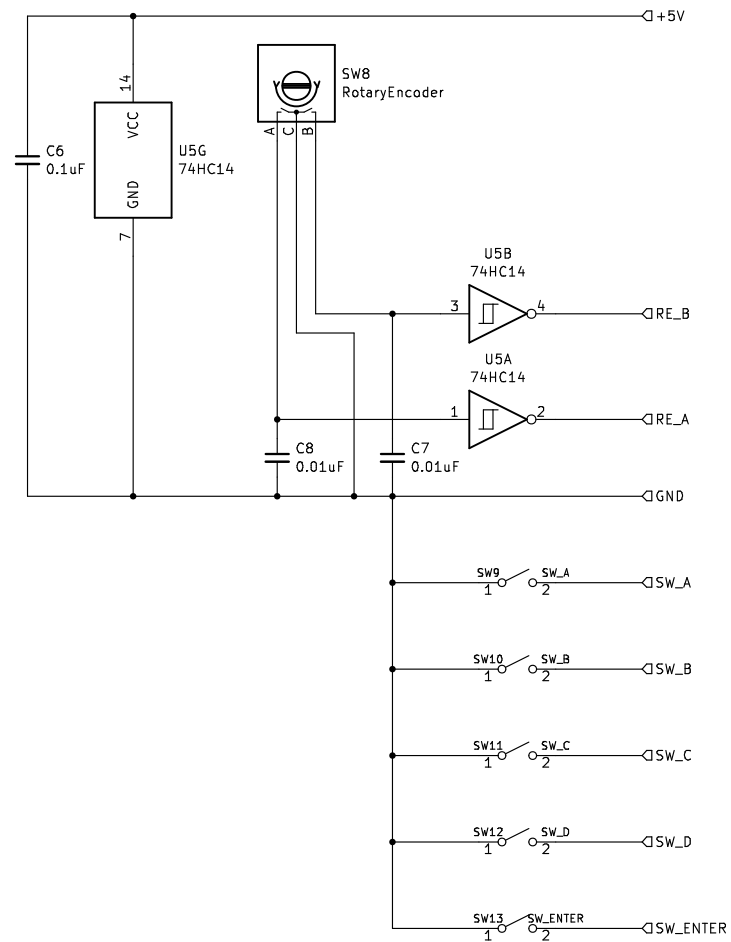 +5V
14
VCC
GND
7
C6
0.1uF
U5G
74HC14
SW8
RotaryEncoder
A
C
B
U5B
74HC14
3
4
RE_B
U5A
74HC14
1
2
RE_A
C8
0.01uF
C7
0.01uF
GND
SW9
SW_A
1
2
SW_A
SW10
SW_B
1
2
SW_B
SW11
SW_C
1
2
SW_C
SW12
SW_D
1
2
SW_D
SW13
SW_ENTER
1
2
SW_ENTER